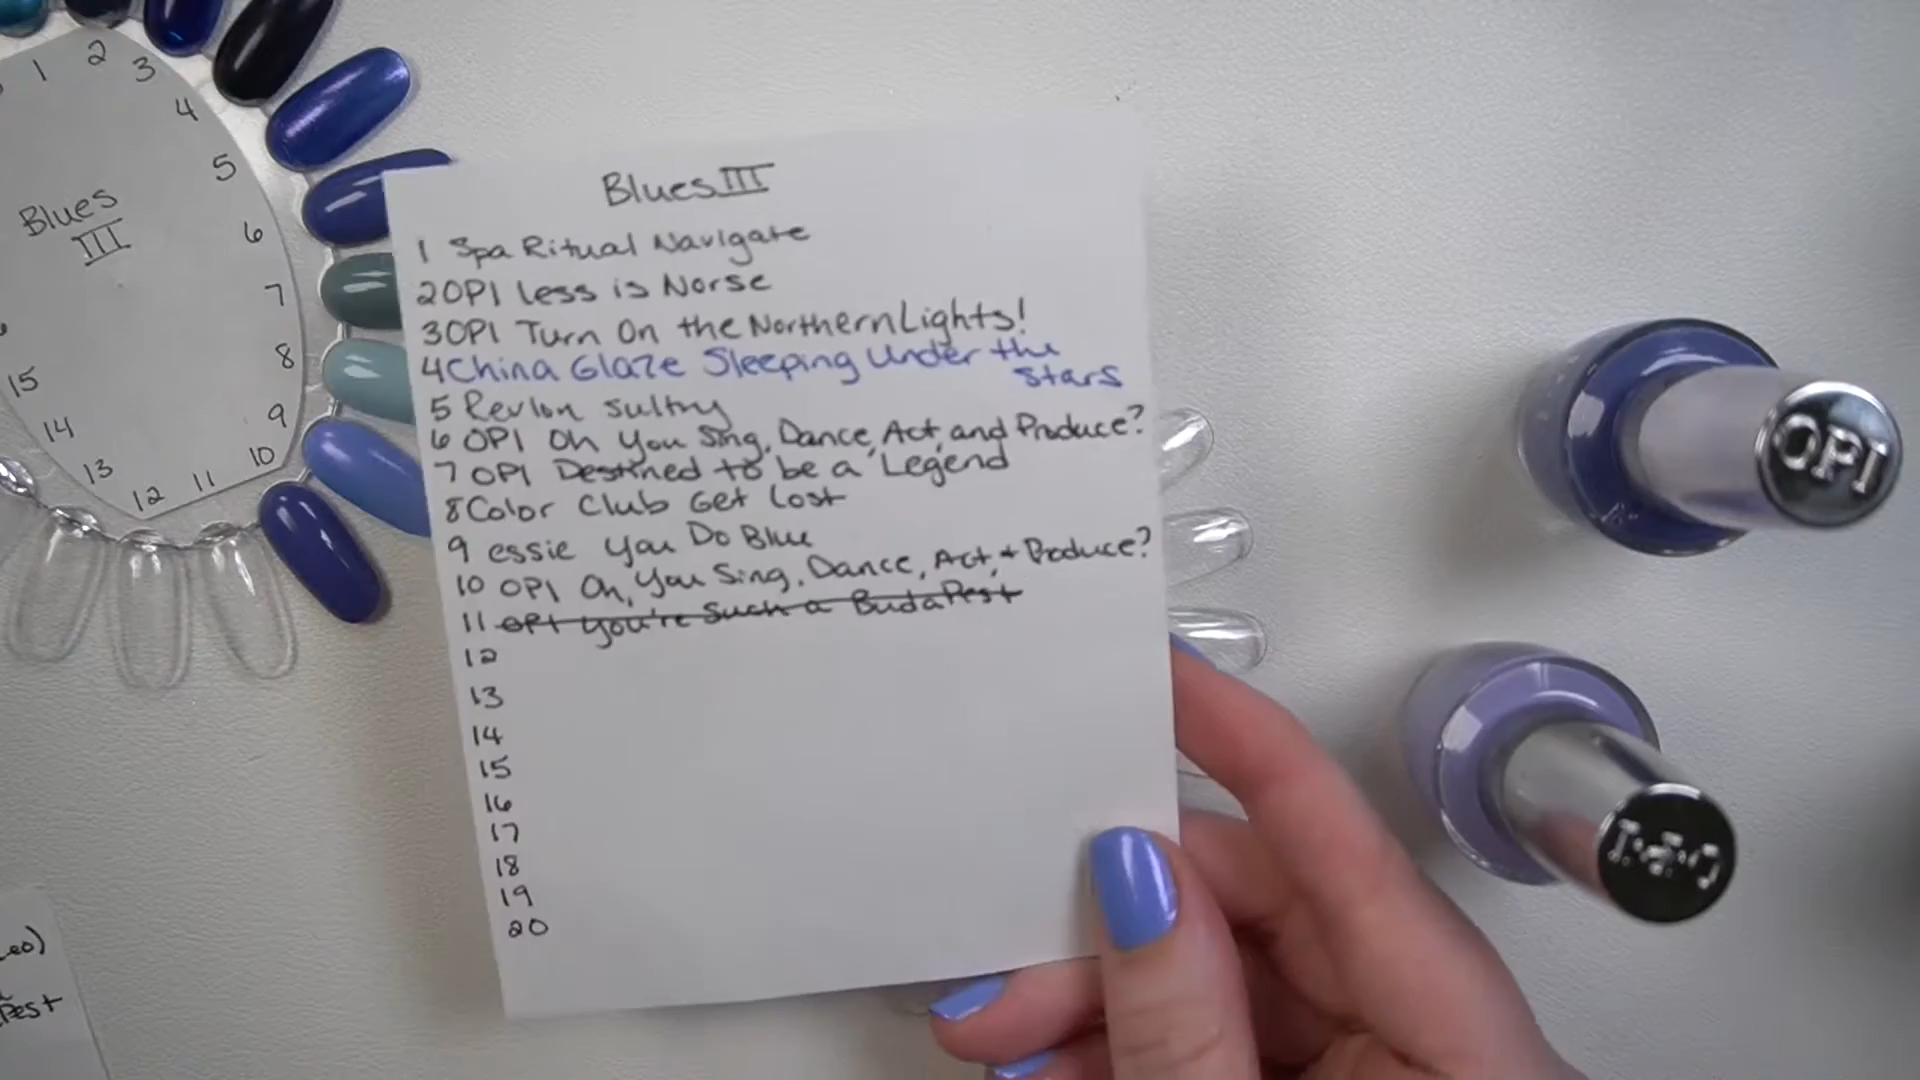 Blues III
1 Spa Ritual Navigate
2 OPI Less is Norse
3 OPI Turn On the Northern Lights!
4 China Glaze Sleeping Under the
Stars
5 Revlon Sultry
6 OPI Oh You Sing, Dance, Act, and Produce?
7 OPI Destined to be a Legend
8 Color Club Get Lost
9 essie You Do Blue
10 OPI Oh, You Sing, Dance, Act, + Produce?
11 OPI You're Such a BudaPest
12
13
14
15
16
17
18
19
20
Blues
III
1
2
3
4
5
6
7
8
9
10
11
12
13
14
15
OPI
O.P.I
Pest